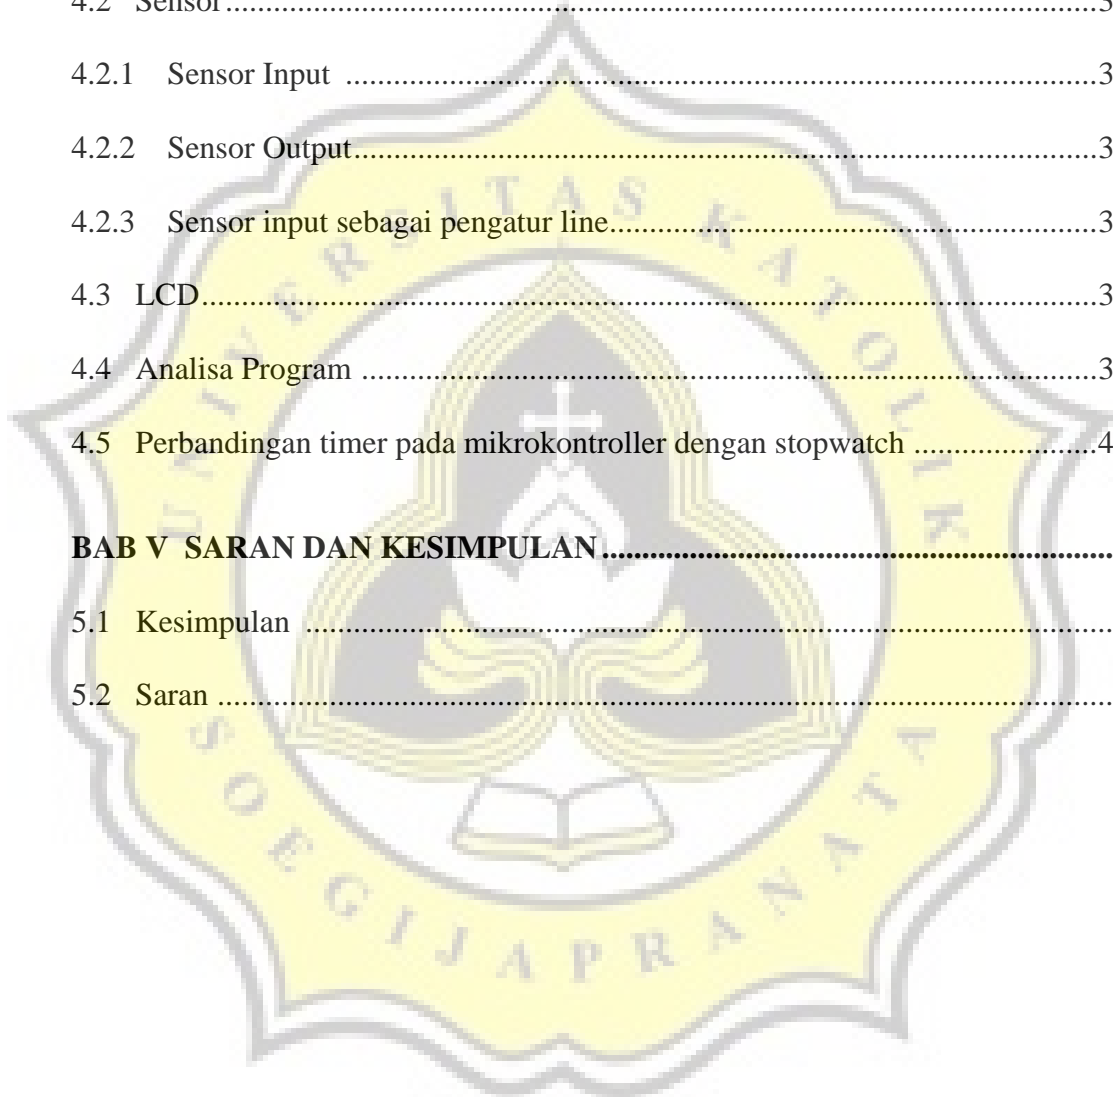 4.2 Sensor........................................................................................................3
4.2.1 Sensor Input ..........................................................................................3
4.2.2 Sensor Output.........................................................................................3
4.2.3 Sensor input sebagai pengatur line..........................................................3
4.3 LCD............................................................................................................3
4.4 Analisa Program .........................................................................................3
4.5 Perbandingan timer pada mikrokontroller dengan stopwatch ......................4
BAB V SARAN DAN KESIMPULAN..............................................................
5.1 Kesimpulan .................................................................................................
5.2 Saran ...........................................................................................................
UNIVERSITAS KATOLIK
SOEGIJAPRANATA